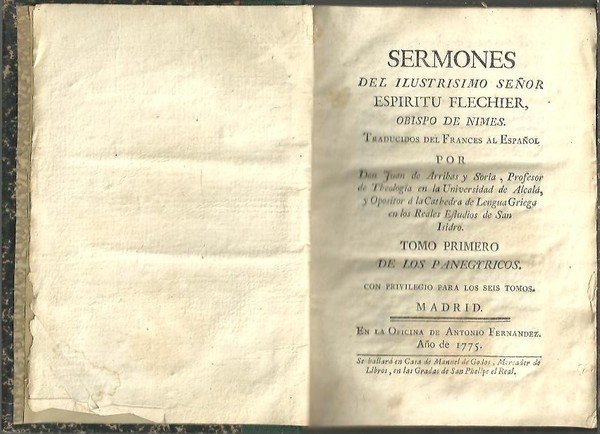 SERMONES
DEL ILUSTRISIMO SEÑOR
ESPIRITU FLECHIER,
OBISPO DE NIMES.
TRADUCIDOS DEL FRANCES AL ESPAÑOL
POR
Don Juan de Arribas y Soria, Profesor
de Theologia en la Universidad de Alcalá,
y Opositor á la Cathedra de Lengua Griega
en los Reales Estudios de San
Isidro.
TOMO PRIMERO
DE LOS PANEGYRICOS.
CON PRIVILEGIO PARA LOS SEIS TOMOS.
MADRID.
EN LA OFICINA DE ANTONIO FERNANDEZ.
Año de 1775.
Se hallará en Casa de Manuel de Godos, Mercader de
Libros, en las Gradas de San Phelipe el Real.